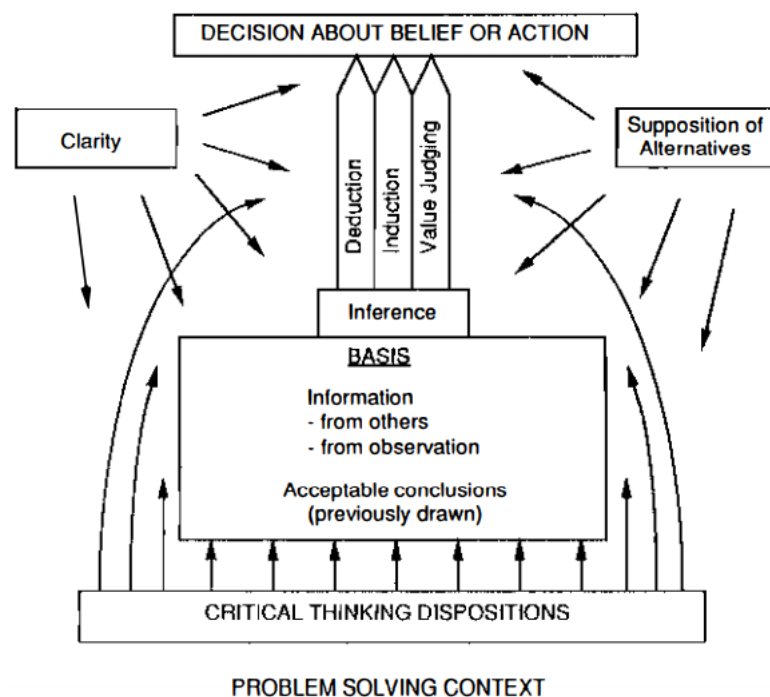 DECISION ABOUT BELIEF OR ACTION
Clarity
Supposition of
Alternatives
Deduction
Induction
Value Judging
Inference
BASIS
Information
- from others
- from observation
Acceptable conclusions
(previously drawn)
CRITICAL THINKING DISPOSITIONS
PROBLEM SOLVING CONTEXT